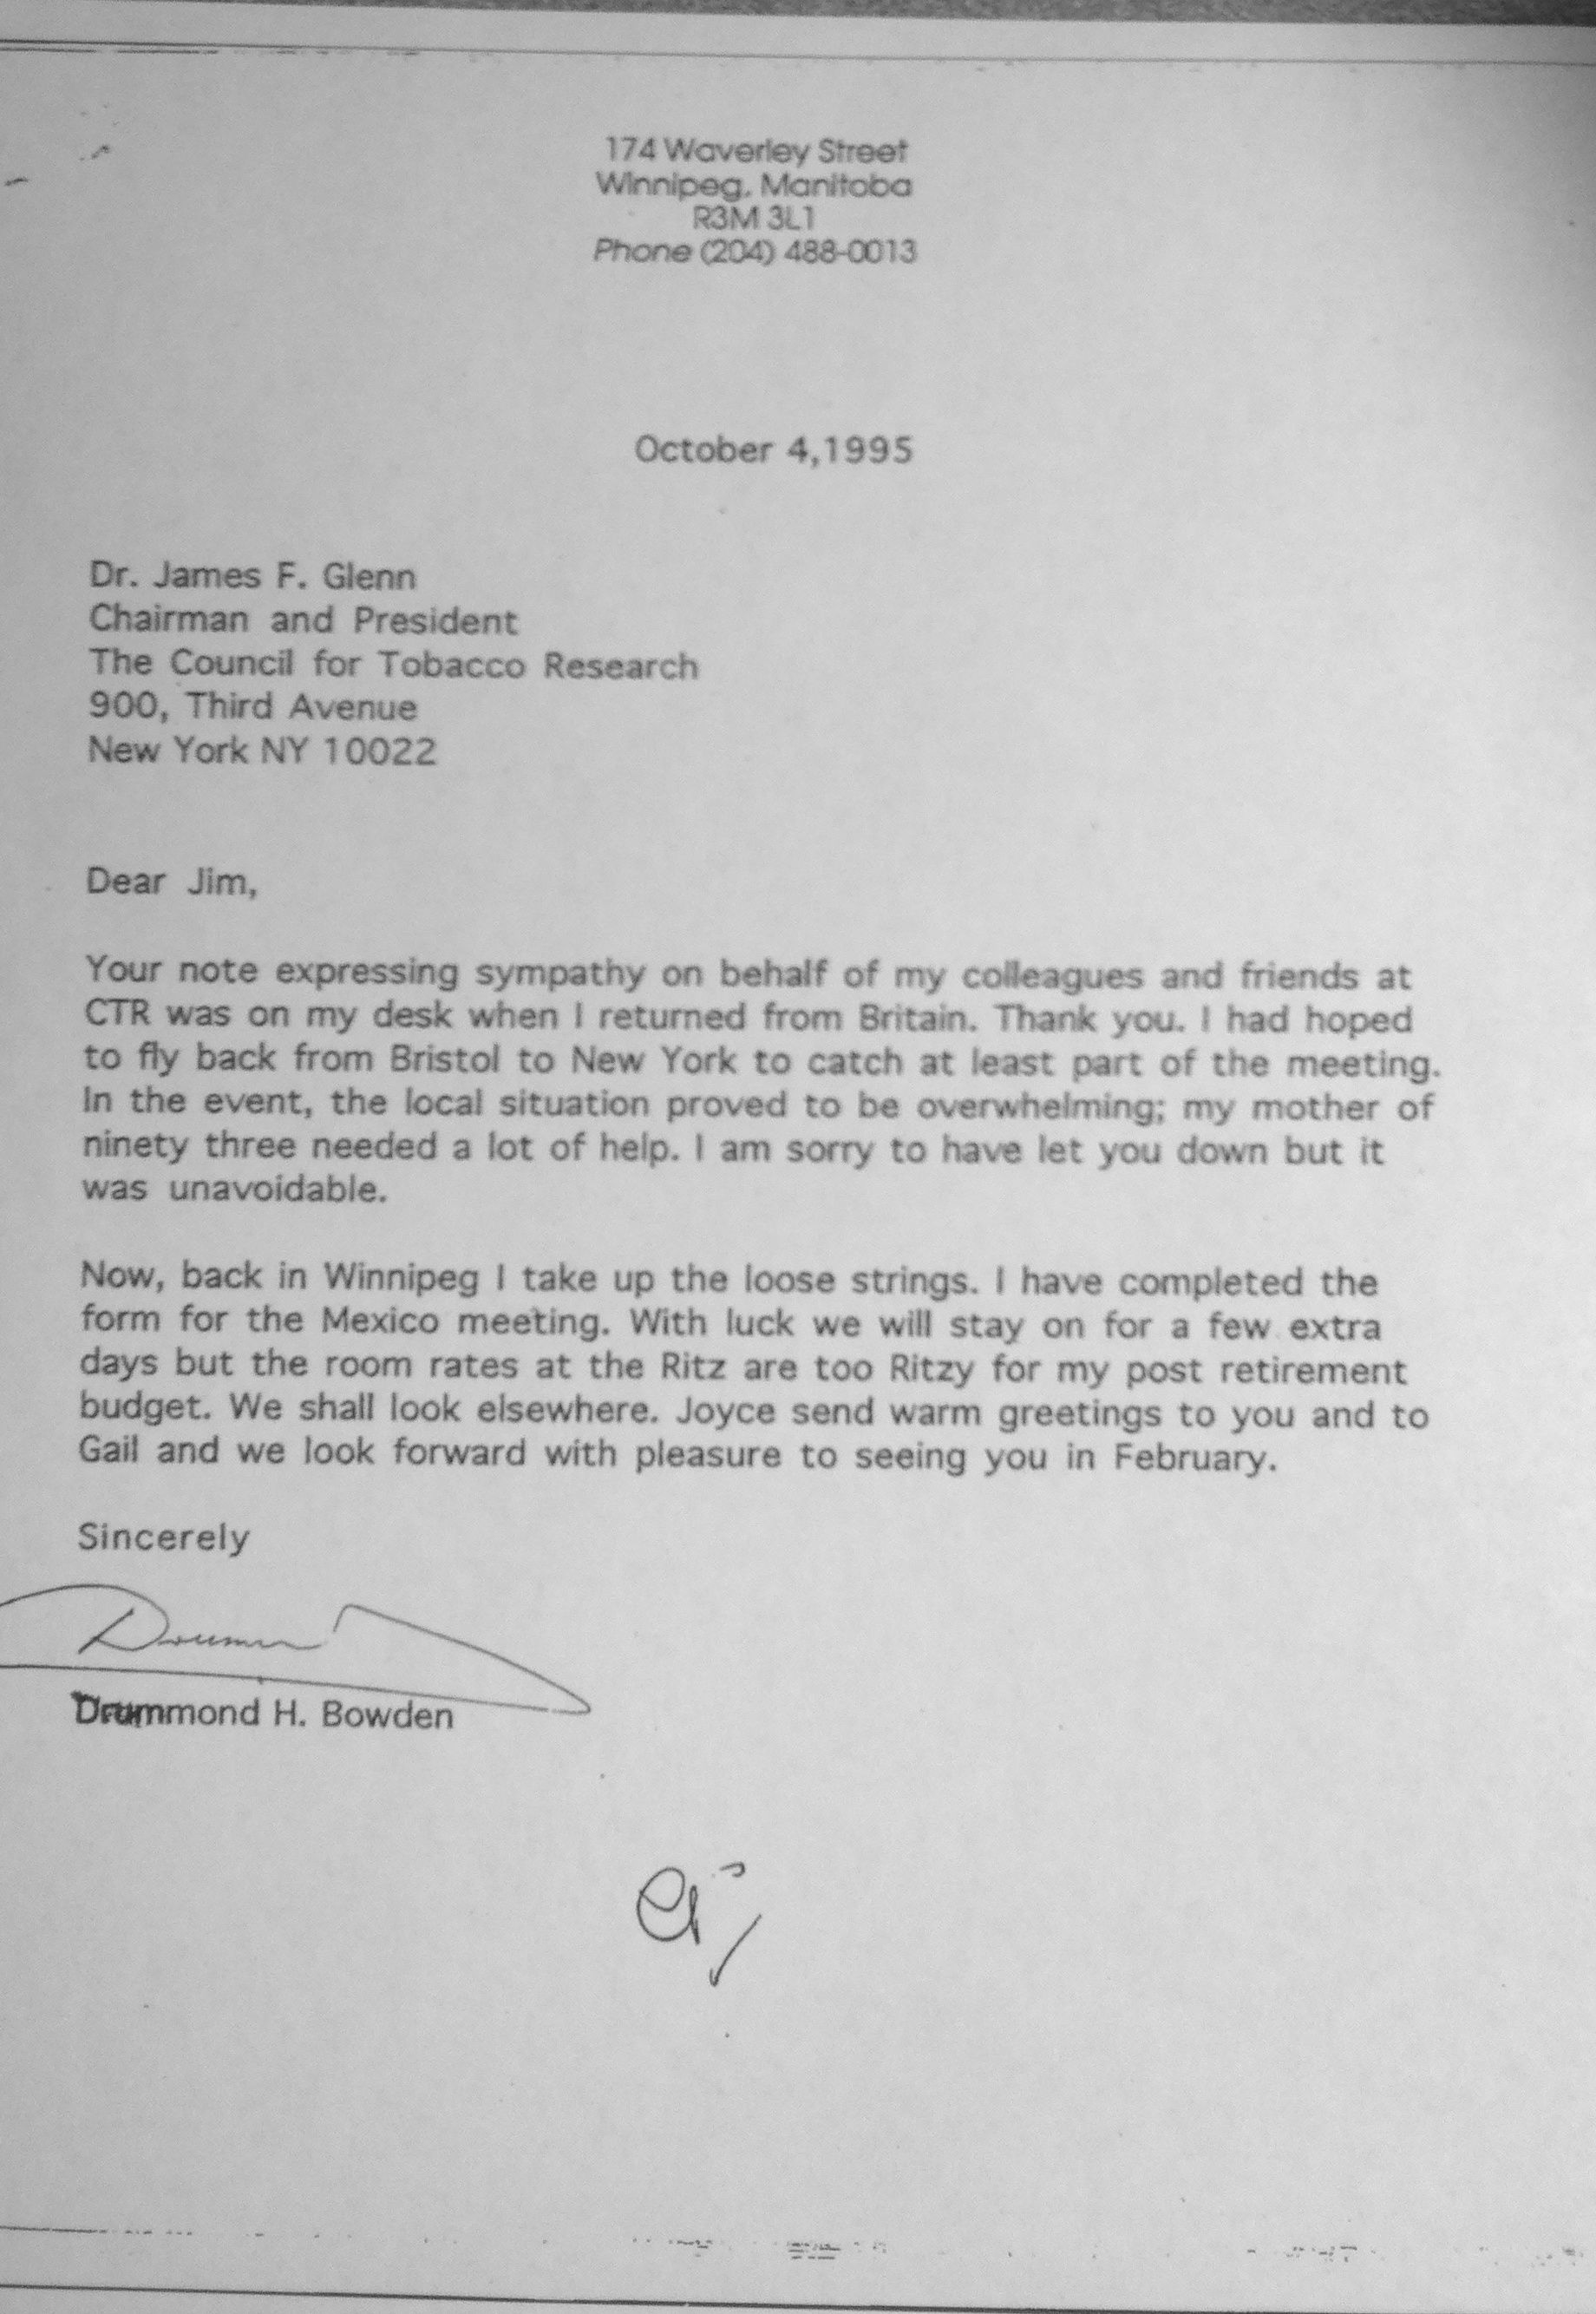 174 Waverley Street
Winnipeg, Manitoba
R3M 3L1
Phone (204) 488-0013
October 4,1995
Dr. James F. Glenn
Chairman and President
The Council for Tobacco Research
900, Third Avenue
New York NY 10022
Dear Jim,
Your note expressing sympathy on behalf of my colleagues and friends at
CTR was on my desk when I returned from Britain. Thank you. I had hoped
to fly back from Bristol to New York to catch at least part of the meeting.
In the event, the local situation proved to be overwhelming; my mother of
ninety three needed a lot of help. I am sorry to have let you down but it
was unavoidable.
Now, back in Winnipeg I take up the loose strings. I have completed the
form for the Mexico meeting. With luck we will stay on for a few extra
days but the room rates at the Ritz are too Ritzy for my post retirement
budget. We shall look elsewhere. Joyce send warm greetings to you and to
Gail and we look forward with pleasure to seeing you in February.
Sincerely
Drummond H. Bowden